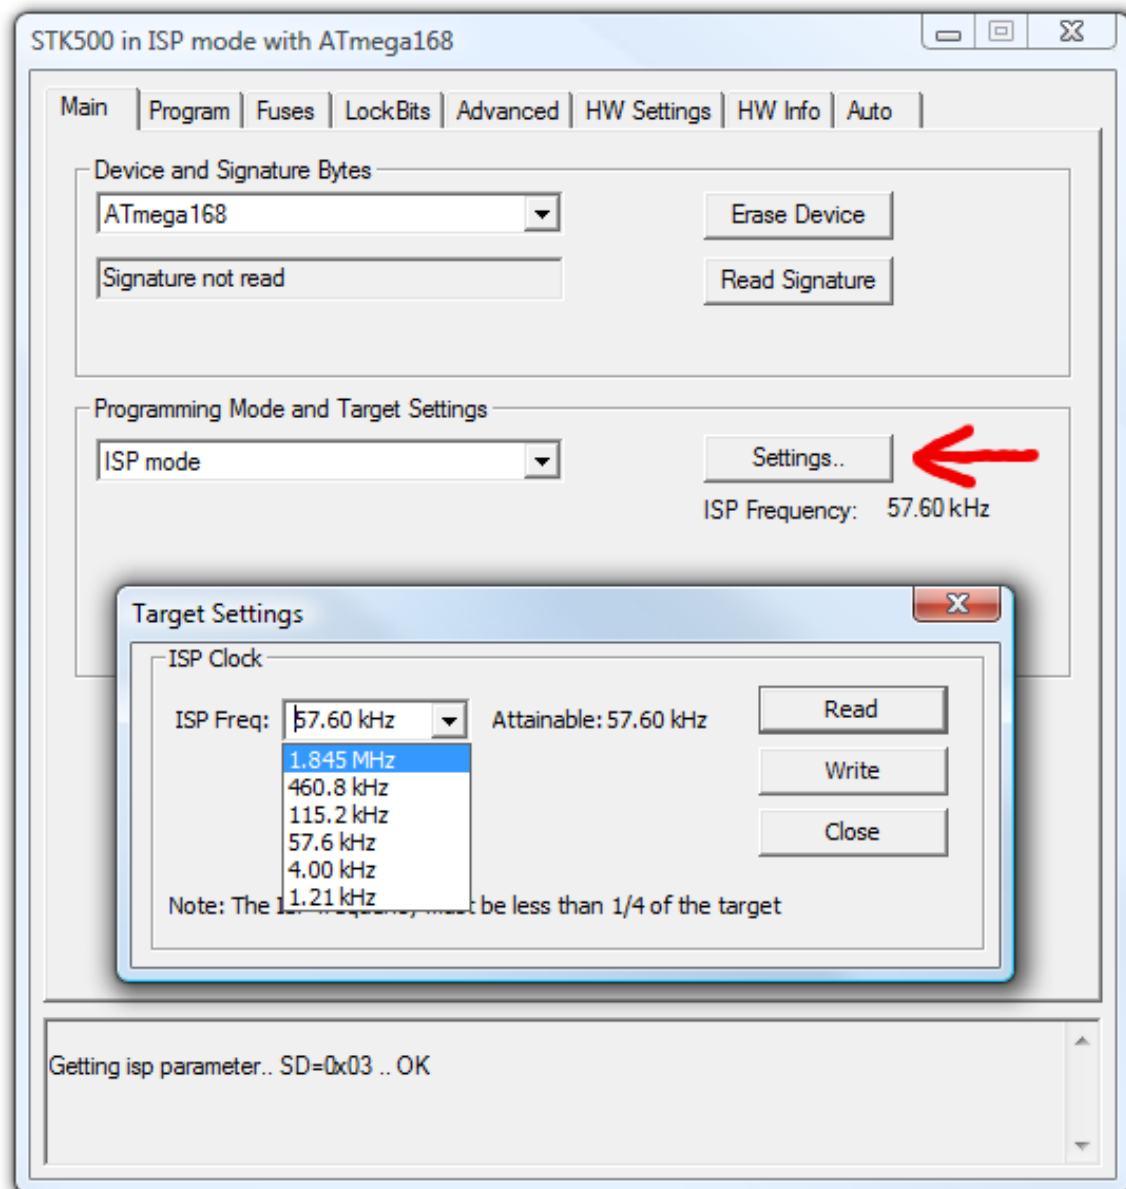 STK500 in ISP mode with ATmega168
Main Program Fuses LockBits Advanced HW Settings HW Info Auto
Device and Signature Bytes
ATmega168 Erase Device
Signature not read Read Signature
Programming Mode and Target Settings
ISP mode Settings..
ISP Frequency: 57.60 kHz
Target Settings
ISP Clock
ISP Freq: 57.60 kHz Attainable: 57.60 kHz Read
1.845 MHz
460.8 kHz Write
115.2 kHz
57.6 kHz Close
4.00 kHz
1.21 kHz
Note: The must be less than 1/4 of the target
Getting isp parameter.. SD=0x03 .. OK